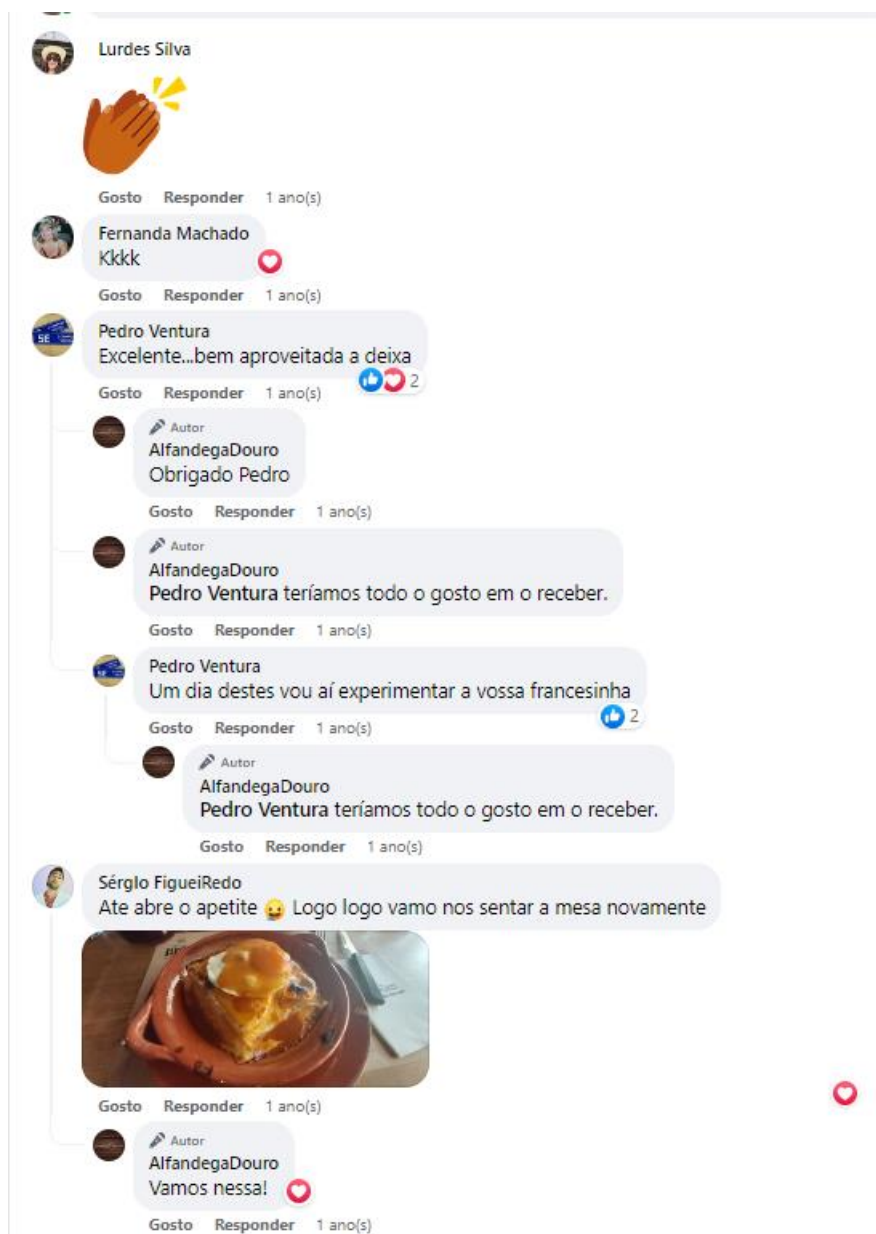 Lurdes Silva
Gosto Responder 1 ano(s)
Fernanda Machado
Kkkk
Gosto Responder 1 ano(s)
SE
Pedro Ventura
Excelente...bem aproveitada a deixa
2
Gosto Responder 1 ano(s)
Autor
AlfandegaDouro
Obrigado Pedro
Gosto Responder 1 ano(s)
Autor
AlfandegaDouro
Pedro Ventura teríamos todo o gosto em o receber.
Gosto Responder 1 ano(s)
SE
Pedro Ventura
Um dia destes vou aí experimentar a vossa francesinha
2
Gosto Responder 1 ano(s)
Autor
AlfandegaDouro
Pedro Ventura teríamos todo o gosto em o receber.
Gosto Responder 1 ano(s)
SérgIo FigueiRedo
Ate abre o apetite Logo logo vamo nos sentar a mesa novamente
Gosto Responder 1 ano(s)
Autor
AlfandegaDouro
Vamos nessa!
Gosto Responder 1 ano(s)